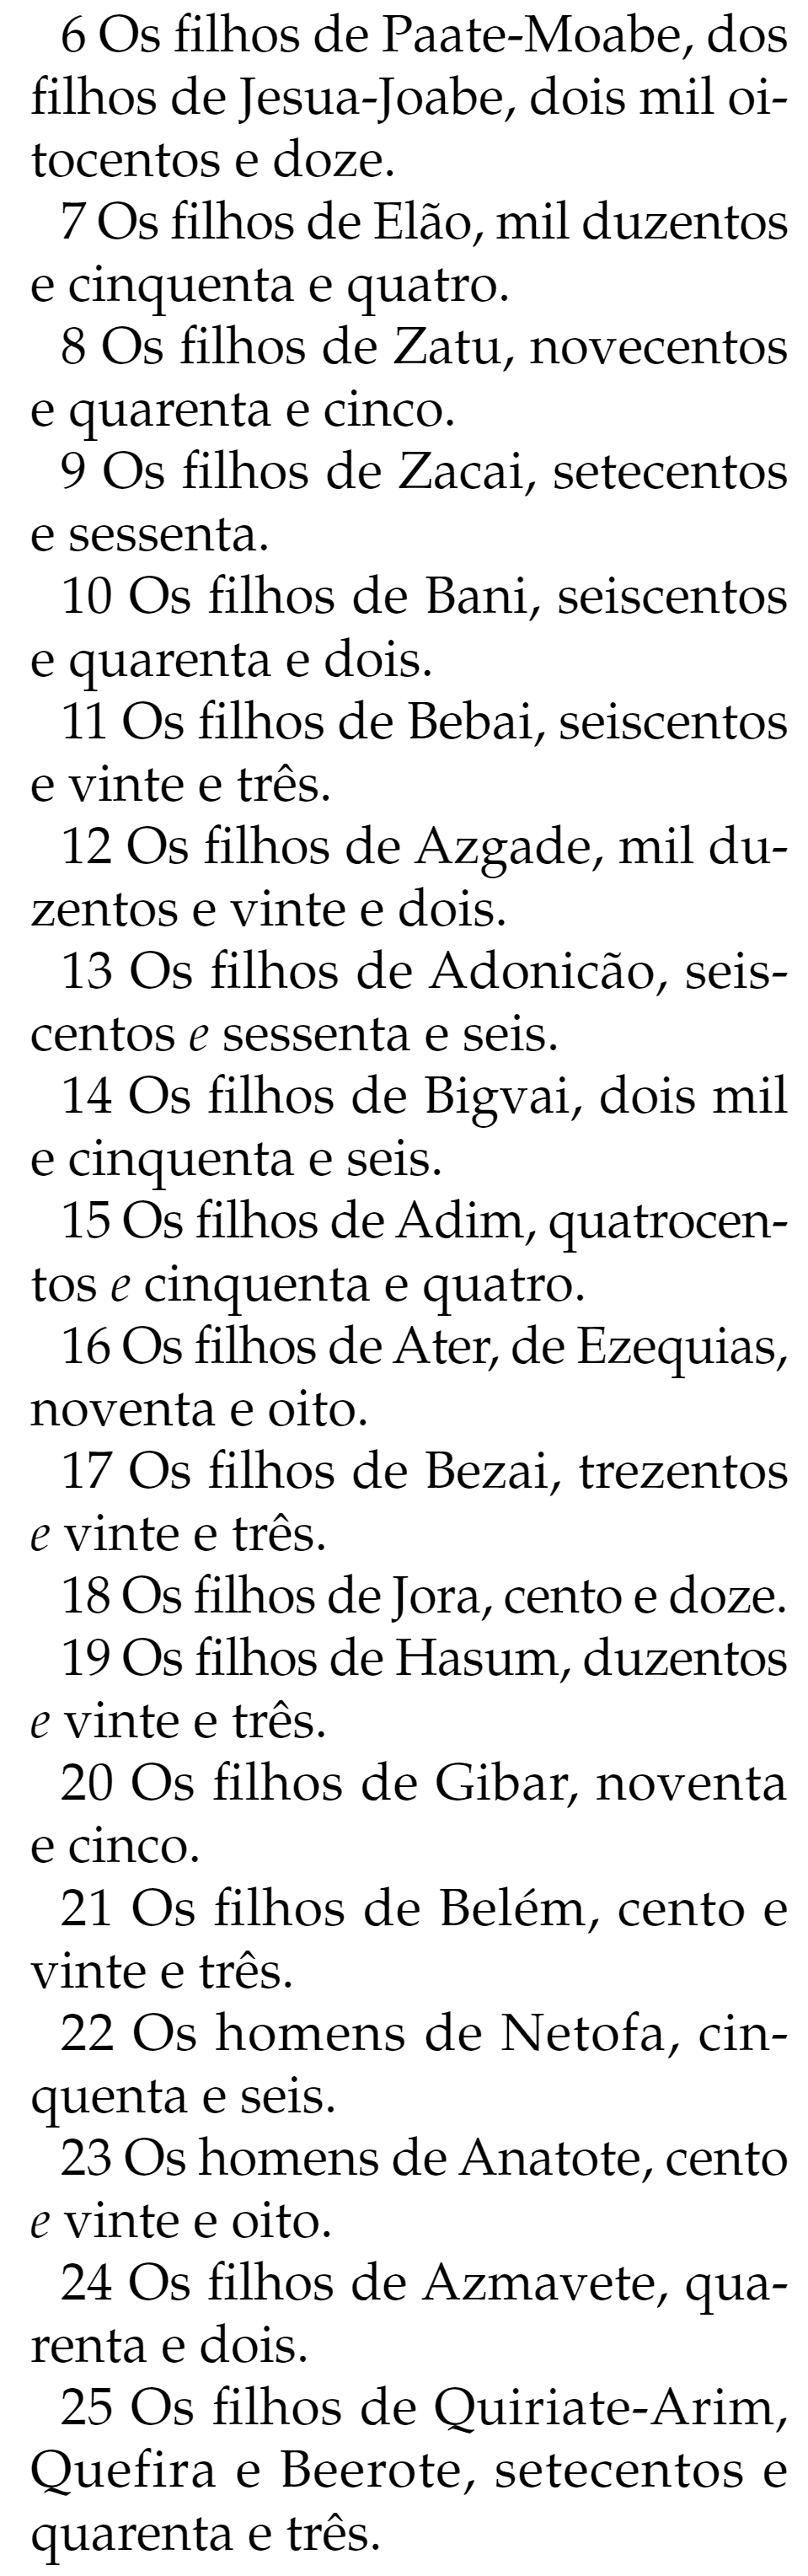 6 Os filhos de Paate-Moabe, dos
filhos de Jesua-Joabe, dois mil oi-
tocentos e doze.
7 Os filhos de Elão, mil duzentos
e cinquenta e quatro.
8 Os filhos de Zatu, novecentos
e quarenta e cinco.
9 Os filhos de Zacai, setecentos
e sessenta.
10 Os filhos de Bani, seiscentos
e quarenta e dois.
11 Os filhos de Bebai, seiscentos
e vinte e três.
12 Os filhos de Azgade, mil du-
zentos e vinte e dois.
13 Os filhos de Adonicão, seis-
centos e sessenta e seis.
14 Os filhos de Bigvai, dois mil
e cinquenta e seis.
15 Os filhos de Adim, quatrocen-
tos e cinquenta e quatro.
16 Os filhos de Ater, de Ezequias,
noventa e oito.
17 Os filhos de Bezai, trezentos
e vinte e três.
18 Os filhos de Jora, cento e doze.
19 Os filhos de Hasum, duzentos
e vinte e três.
20 Os filhos de Gibar, noventa
e cinco.
21 Os filhos de Belém, cento e
vinte e três.
22 Os homens de Netofa, cin-
quenta e seis.
23 Os homens de Anatote, cento
e vinte e oito.
24 Os filhos de Azmavete, qua-
renta e dois.
25 Os filhos de Quiriate-Arim,
Quefira e Beerote, setecentos e
quarenta e três.